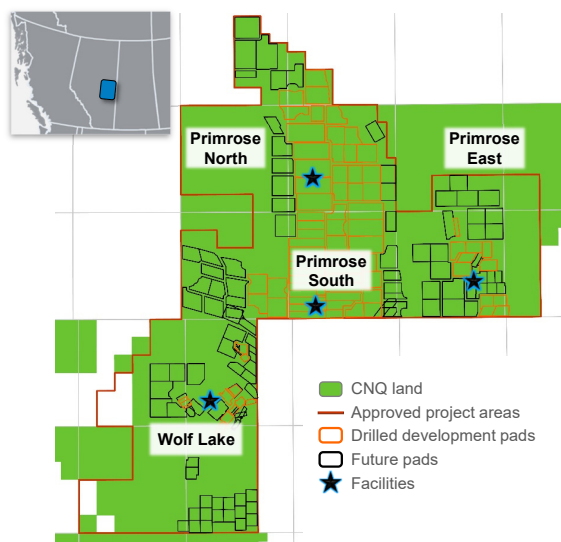 Primrose
North
Primrose
East
Primrose
South
Wolf Lake
CNQ land
Approved project areas
Drilled development pads
Future pads
Facilities